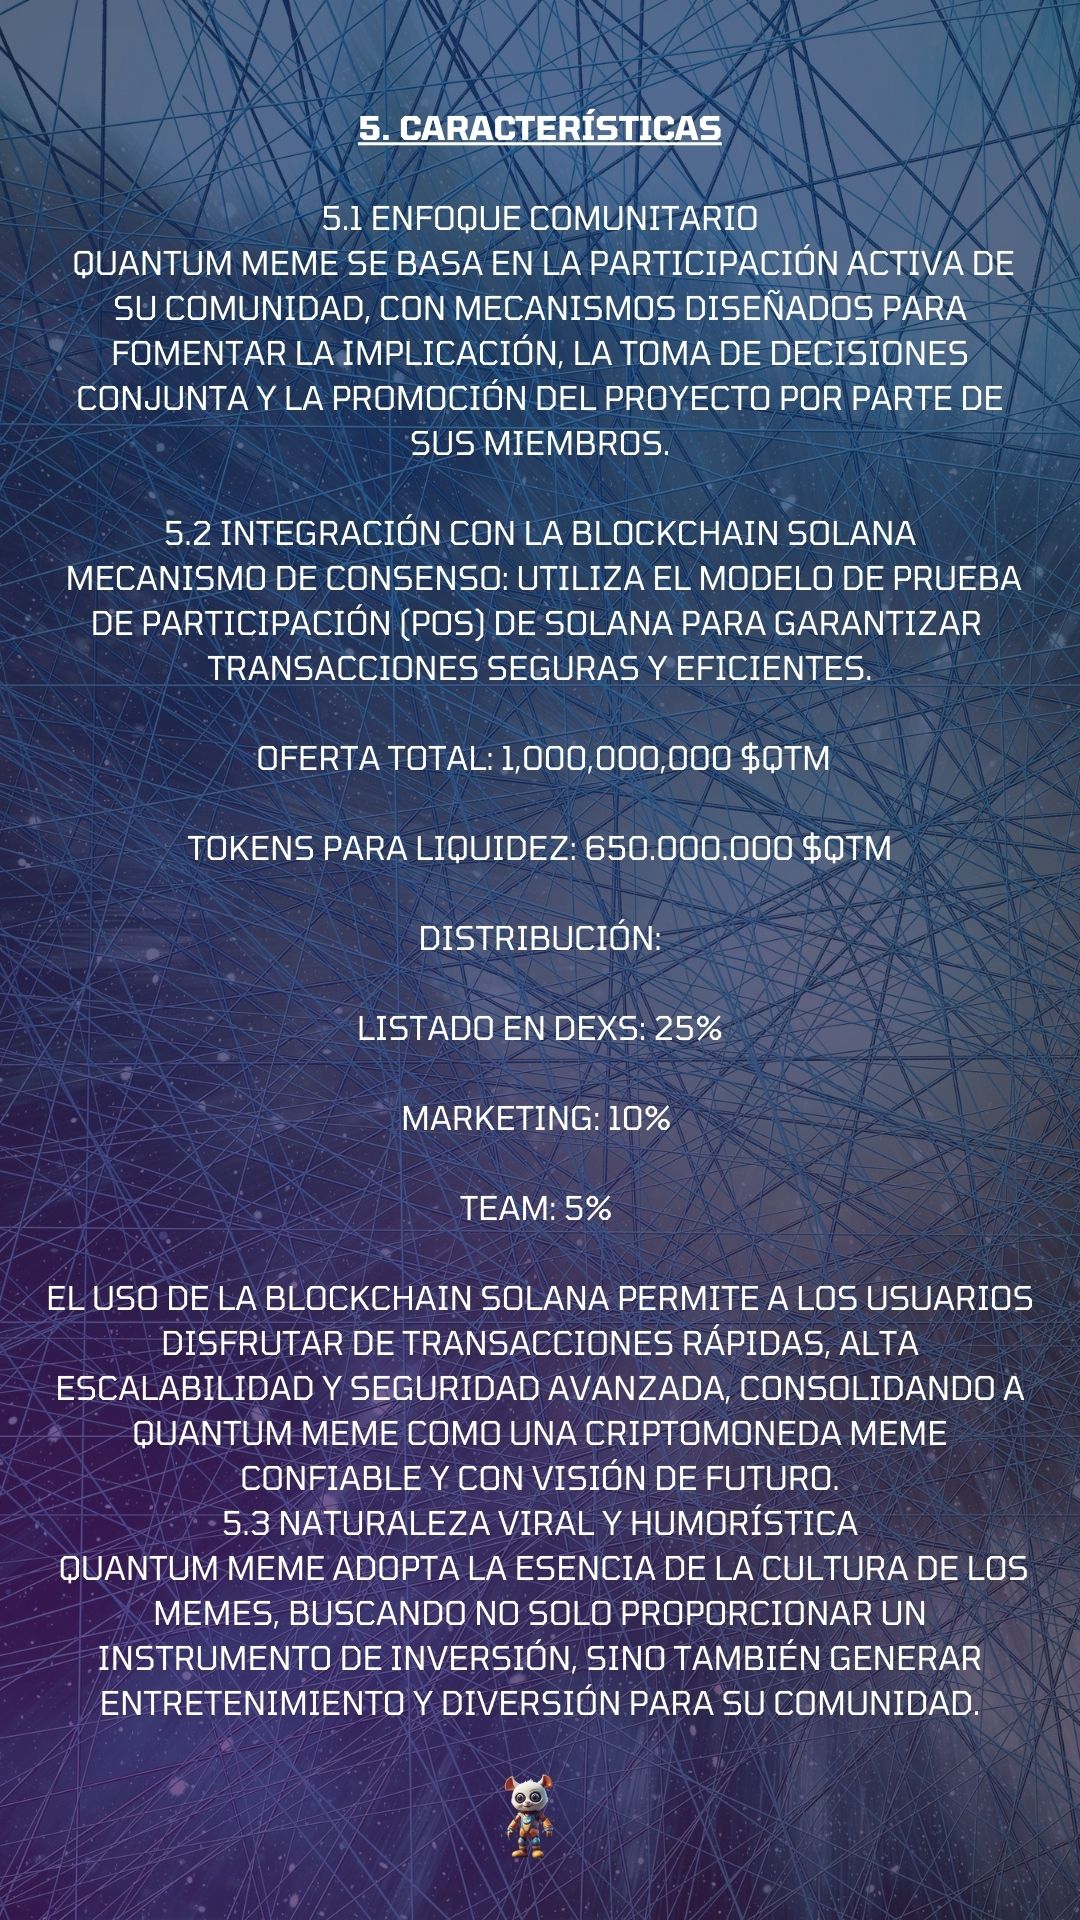 5. CARACTERÍSTICAS
5.1 ENFOQUE COMUNITARIO
QUANTUM MEME SE BASA EN LA PARTICIPACIÓN ACTIVA DE
SU COMUNIDAD, CON MECANISMOS DISEÑADOS PARA
FOMENTAR LA IMPLICACIÓN, LA TOMA DE DECISIONES
CONJUNTA Y LA PROMOCIÓN DEL PROYECTO POR PARTE DE
SUS MIEMBROS.
5.2 INTEGRACIÓN CON LA BLOCKCHAIN SOLANA
MECANISMO DE CONSENSO: UTILIZA EL MODELO DE PRUEBA
DE PARTICIPACIÓN (POS) DE SOLANA PARA GARANTIZAR
TRANSACCIONES SEGURAS Y EFICIENTES.
OFERTA TOTAL: 1,000,000,000 $QTM
TOKENS PARA LIQUIDEZ: 650.000.000 $QTM
DISTRIBUCIÓN:
LISTADO EN DEXS: 25%
MARKETING: 10%
TEAM: 5%
EL USO DE LA BLOCKCHAIN SOLANA PERMITE A LOS USUARIOS
DISFRUTAR DE TRANSACCIONES RÁPIDAS, ALTA
ESCALABILIDAD Y SEGURIDAD AVANZADA, CONSOLIDANDO A
QUANTUM MEME COMO UNA CRIPTOMONEDA MEME
CONFIABLE Y CON VISIÓN DE FUTURO.
5.3 NATURALEZA VIRAL Y HUMORÍSTICA
QUANTUM MEME ADOPTA LA ESENCIA DE LA CULTURA DE LOS
MEMES, BUSCANDO NO SOLO PROPORCIONAR UN
INSTRUMENTO DE INVERSIÓN, SINO TAMBIÉN GENERAR
ENTRETENIMIENTO Y DIVERSIÓN PARA SU COMUNIDAD.